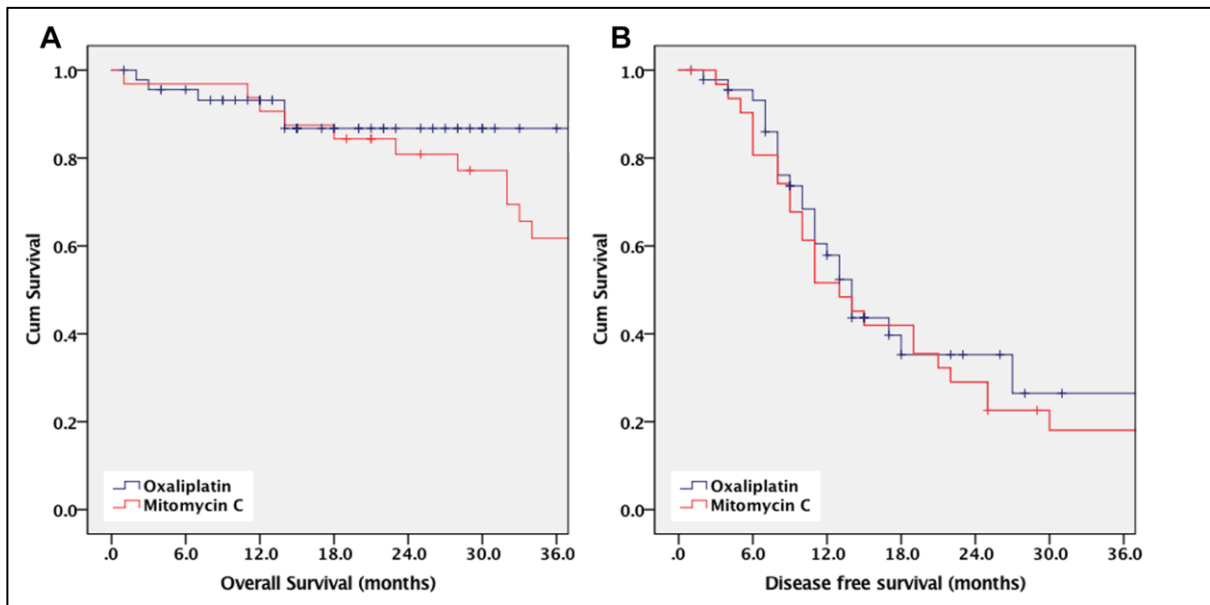 A
1.0
0.8
0.6
0.4
0.2
0.0
Cum Survival
Oxaliplatin
Mitomycin C
.0 6.0 12.0 18.0 24.0 30.0 36.0
Overall Survival (months)
B
1.0
0.8
0.6
0.4
0.2
0.0
Cum Survival
Oxaliplatin
Mitomycin C
.0 6.0 12.0 18.0 24.0 30.0 36.0
Disease free survival (months)